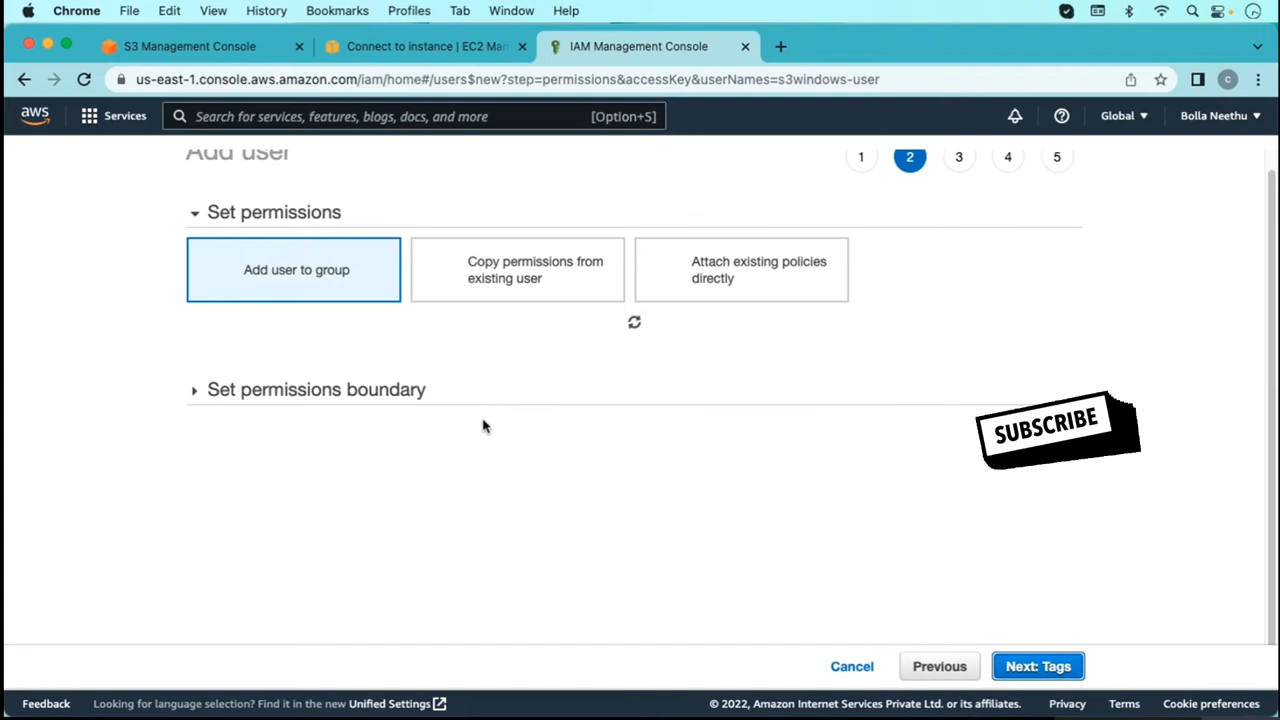 Chrome File Edit View History Bookmarks Profiles Tab Window Help
S3 Management Console
Connect to instance | EC2 Man
IAM Management Console
us-east-1.console.aws.amazon.com/iam/home#/users$new?step=permissions&accessKey&userNames=s3windows-user
C
aws
Services
Search for services, features, blogs, docs, and more
[Option+S]
Global
Bolla Neethu
Add user
1 2 3 4 5
Set permissions
Add user to group
Copy permissions from
existing user
Attach existing policies
directly
Set permissions boundary
SUBSCRIBE
Cancel
Previous
Next: Tags
Feedback
Looking for language selection? Find it in the new Unified Settings
© 2022, Amazon Internet Services Private Ltd. or its affiliates.
Privacy
Terms
Cookie preferences